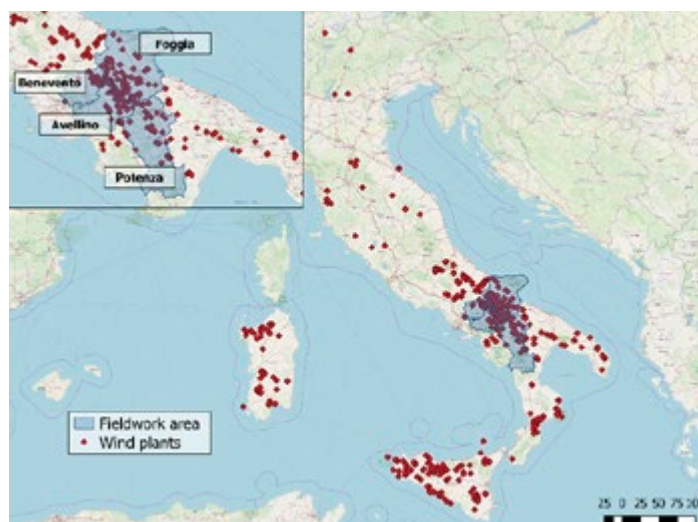 Foggia
Benevento
Avellino
Potenza
Fieldwork area
Wind plants
25 0 25 50 75